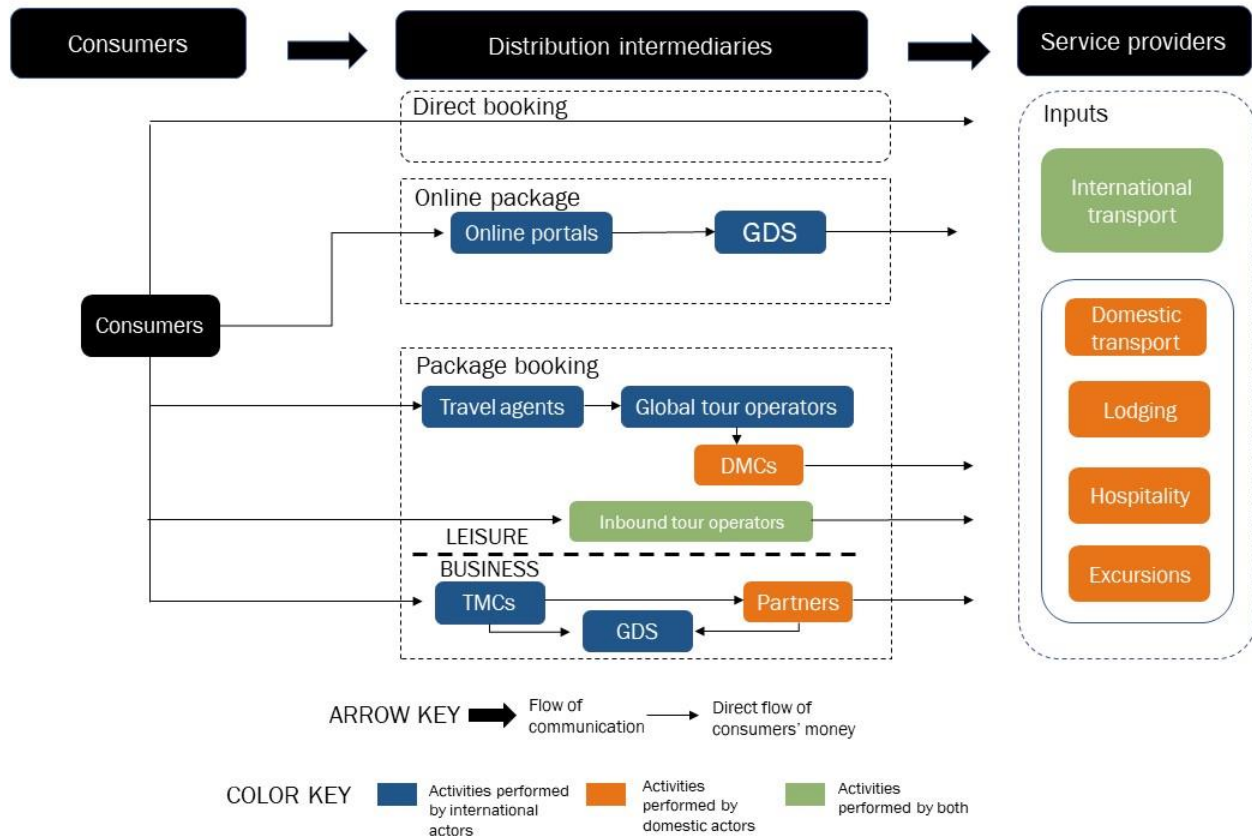 Consumers
Distribution intermediaries
Service providers
Direct booking
Inputs
International
transport
Online package
Online portals
GDS
Consumers
Domestic
transport
Package booking
Travel agents
Global tour operators
Lodging
DMCs
Hospitality
Inbound tour operators
LEISURE
BUSINESS
Excursions
TMCs
Partners
GDS
ARROW KEY
Flow of
communication
Direct flow of
consumers' money
COLOR KEY
Activities performed
by international
actors
Activities
performed by
domestic actors
Activities
performed by both